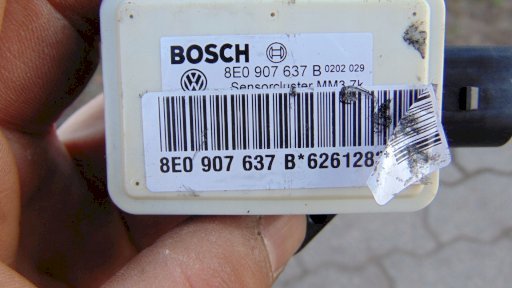 BOSCH
8E0 907 637 B 0202 029
Sensorcluster MM3.7k
8E0 907 637 B*626128